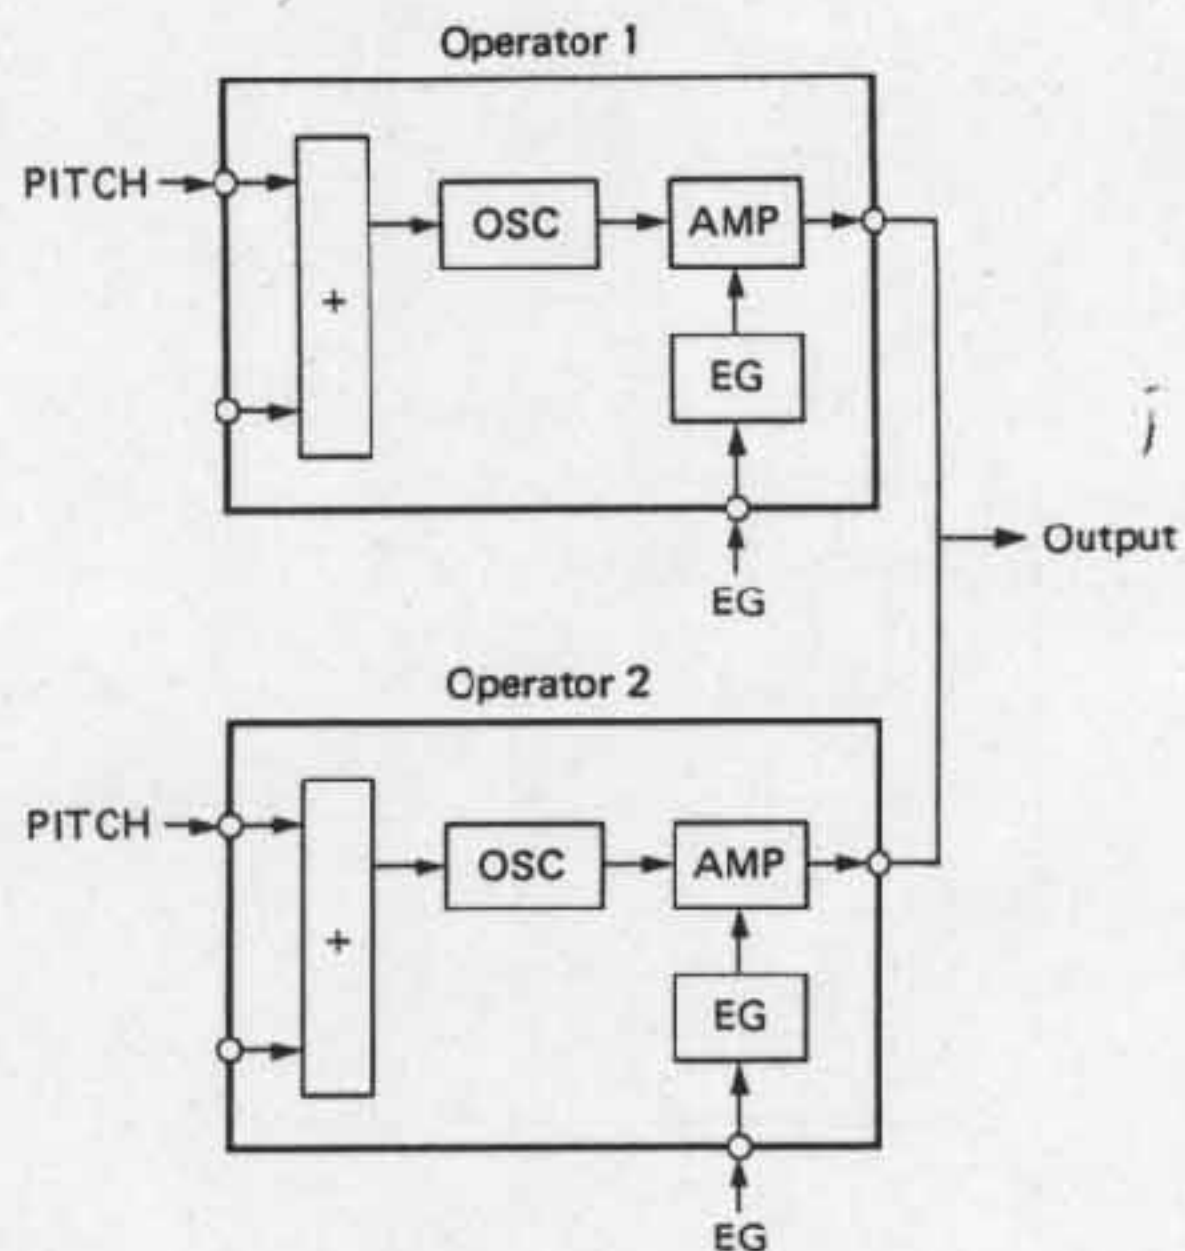 Operator 1
PITCH
+
OSC
AMP
EG
EG
Output
Operator 2
PITCH
+
OSC
AMP
EG
EG